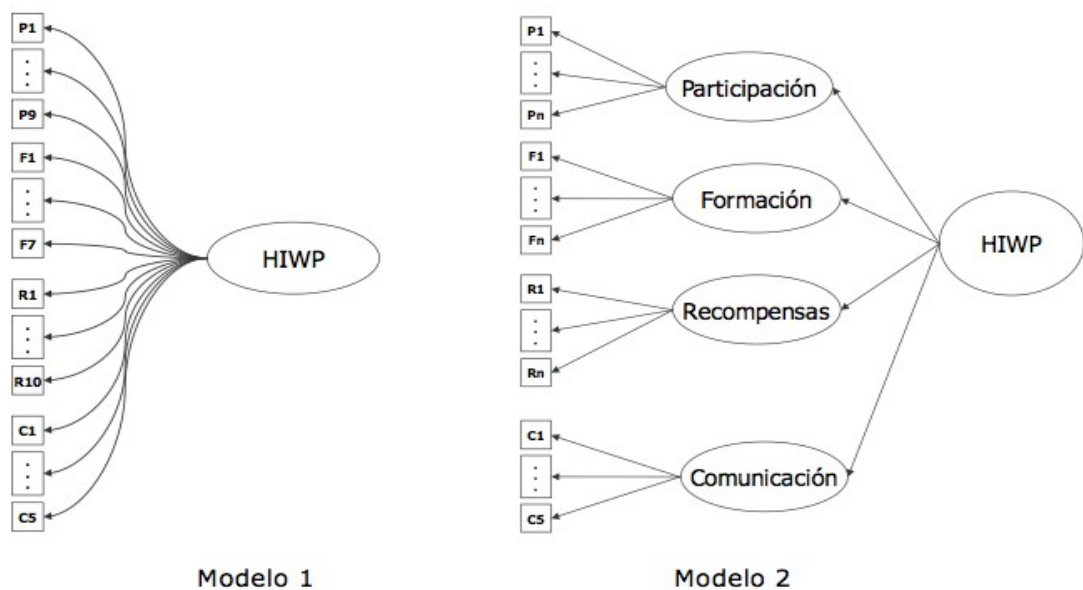 P1
⋮
P9
F1
⋮
F7
R1
⋮
R10
C1
⋮
C5
HIWP
Modelo 1
P1
⋮
Pn
F1
⋮
Fn
R1
⋮
Rn
C1
⋮
C5
Participación
Formación
Recompensas
Comunicación
HIWP
Modelo 2